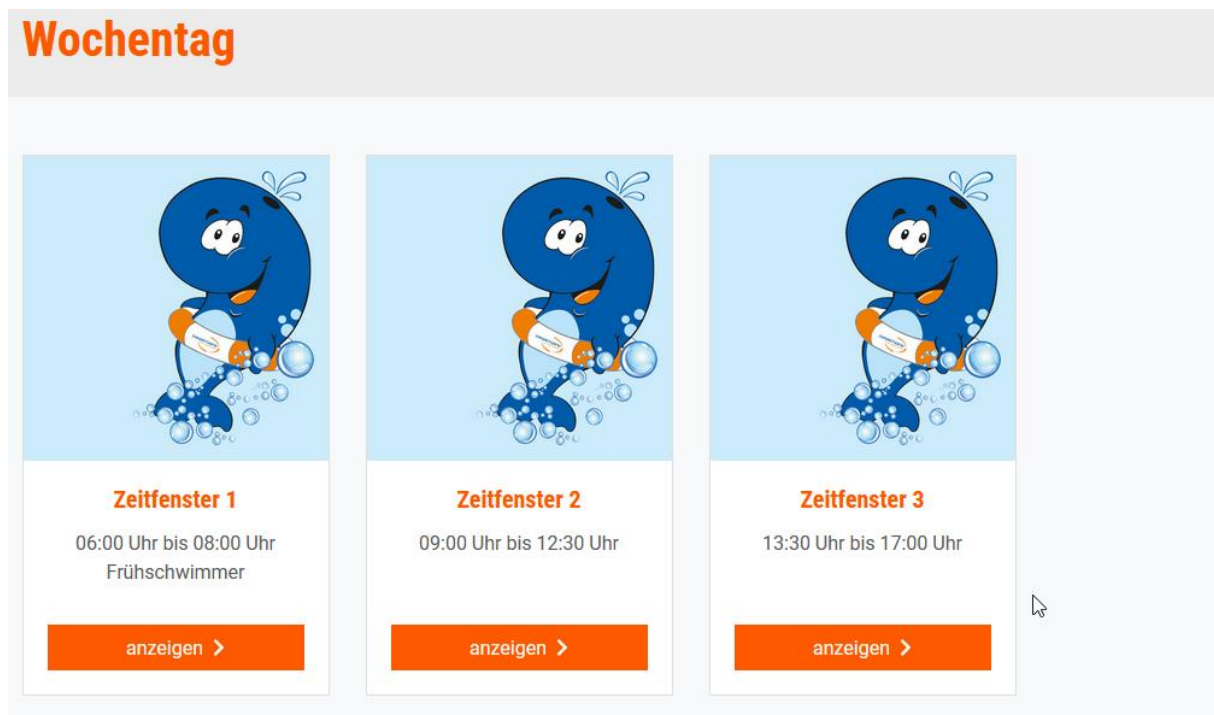 Wochentag
Zeitfenster 1
06:00 Uhr bis 08:00 Uhr
Frühschwimmer
anzeigen
Zeitfenster 2
09:00 Uhr bis 12:30 Uhr
anzeigen
Zeitfenster 3
13:30 Uhr bis 17:00 Uhr
anzeigen